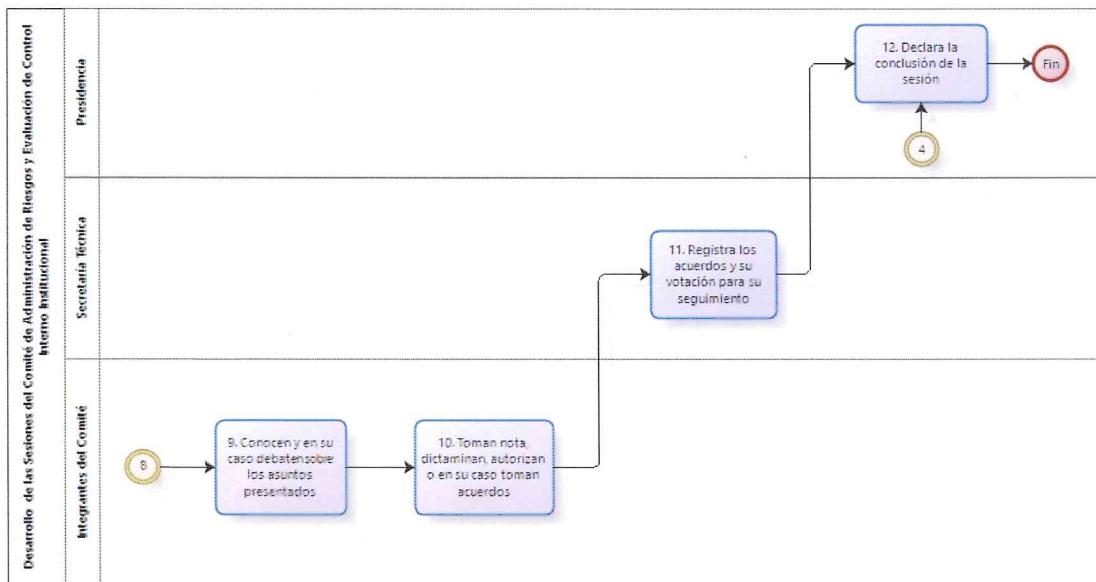 Desarrollo de las Sesiones del Comité de Administración de Riesgos y Evaluación de Control
Interno Institucional
Presidencia
12. Declara la
conclusión de la
sesión
Fin
4
Secretaría Técnica
11. Registra los
acuerdos y su
votación para su
seguimiento
Integrantes del Comité
8
9. Conocen y en su
caso debaten sobre
los asuntos
presentados
10. Toman nota,
dictaminan, autorizan
o en su caso toman
acuerdos